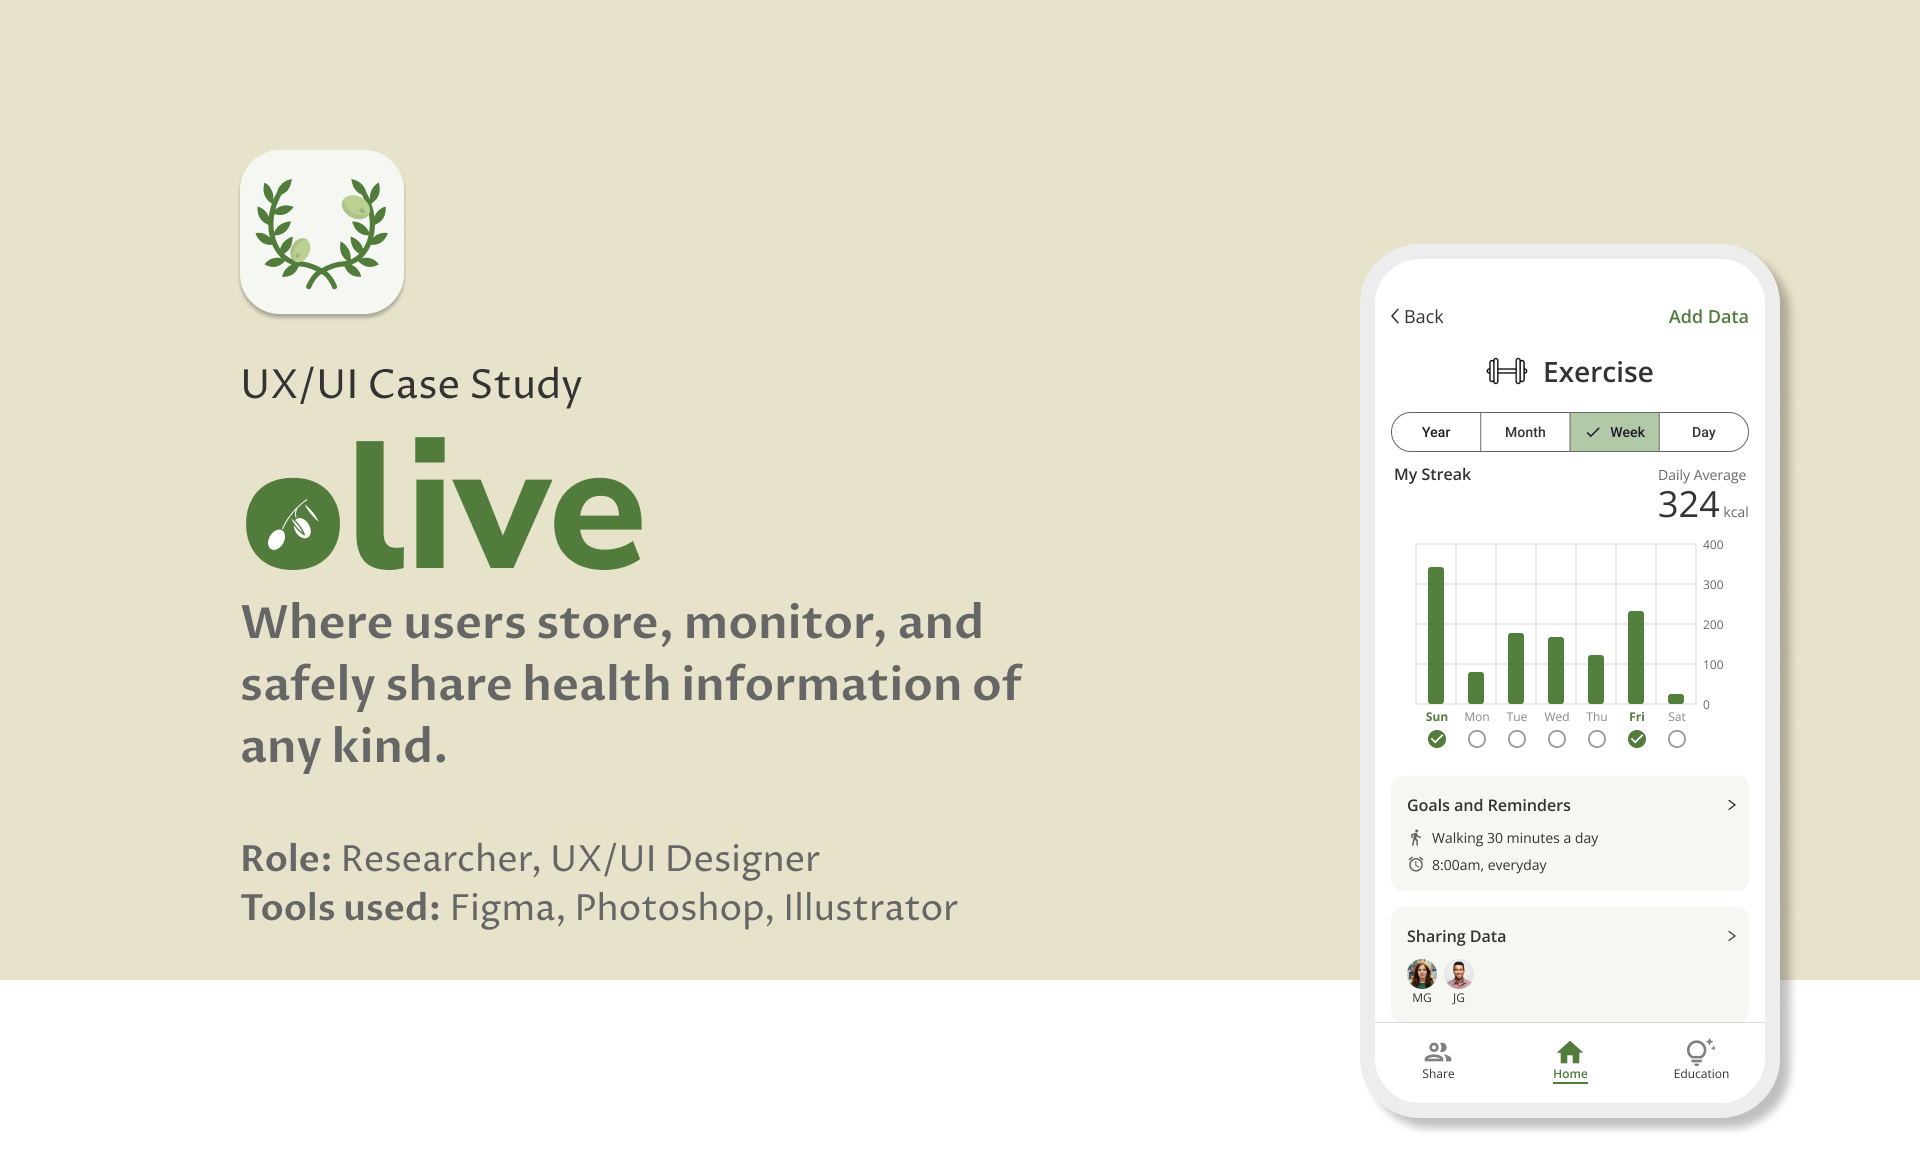 UX/UI Case Study
olive
Where users store, monitor, and
safely share health information of
any kind.
Role: Researcher, UX/UI Designer
Tools used: Figma, Photoshop, Illustrator
Back
Add Data
Exercise
Year Month Week Day
My Streak
Daily Average
324 kcal
400
300
200
100
0
Sun Mon Tue Wed Thu Fri Sat
Goals and Reminders
Walking 30 minutes a day
8:00am, everyday
Sharing Data
MG JG
Share Home Education